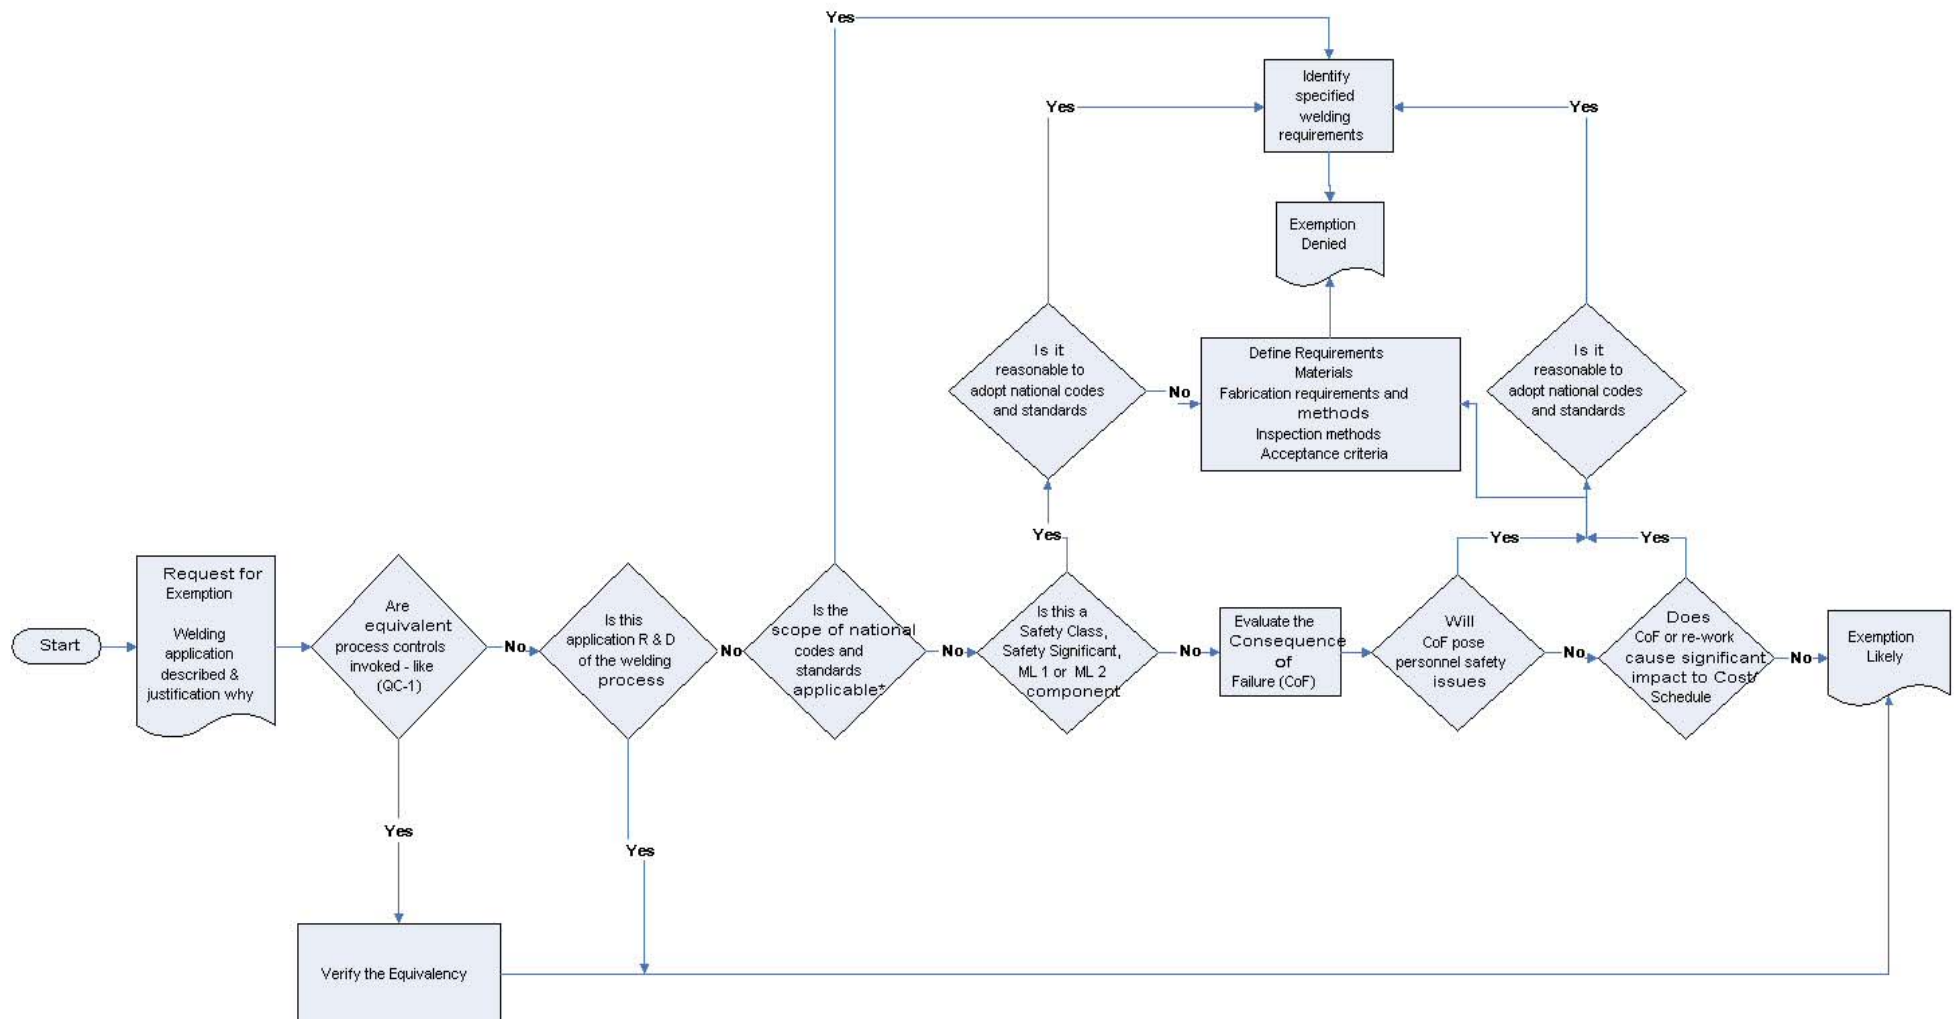 Start
Request for
Exemption
Welding
application
described &
justification why
Are
equivalent
process controls
invoked - like
(QC-1)
No
Yes
Verify the Equivalency
Is this
application R & D
of the welding
process
No
Yes
Is the
scope of national
codes and
standards
applicable*
Yes
No
Is this a
Safety Class,
Safety Significant,
ML 1 or ML 2
component
Yes
No
Is it
reasonable to
adopt national codes
and standards
Yes
No
Identify
specified
welding
requirements
Exemption
Denied
Define Requirements
Materials
Fabrication requirements and
methods
Inspection methods
Acceptance criteria
Is it
reasonable to
adopt national codes
and standards
Yes
Evaluate the
Consequence
of
Failure (CoF)
Will
CoF pose
personnel safety
issues
Yes
No
Does
CoF or re-work
cause significant
impact to Cost/
Schedule
Yes
No
Exemption
Likely